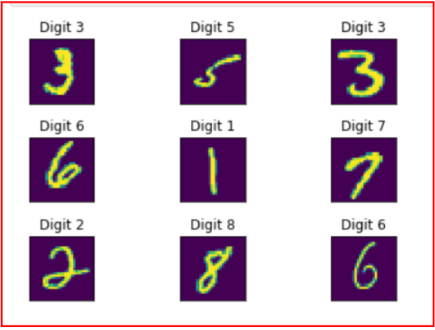 Digit 3 Digit 5 Digit 3
3 5 3
Digit 6 Digit 1 Digit 7
6 1 7
Digit 2 Digit 8 Digit 6
2 8 6